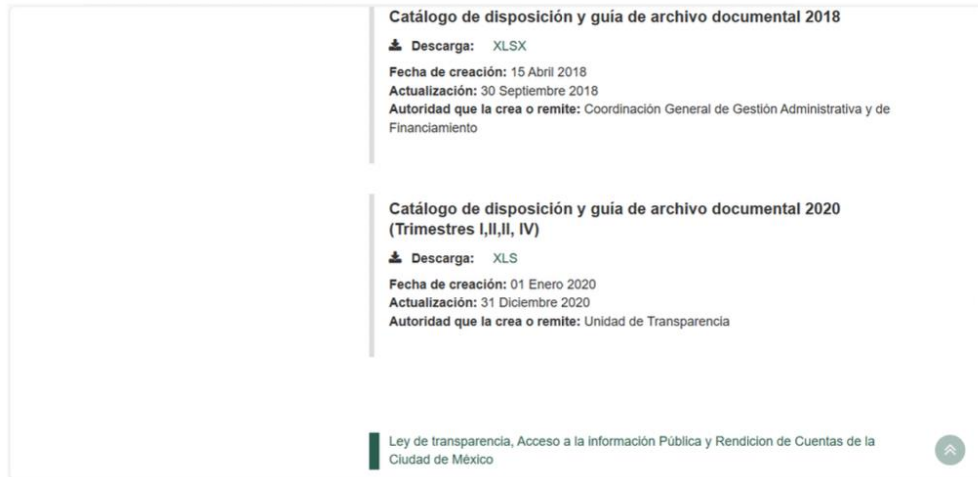 Catálogo de disposición y guía de archivo documental 2018
Descarga: XLSX
Fecha de creación: 15 Abril 2018
Actualización: 30 Septiembre 2018
Autoridad que la crea o remite: Coordinación General de Gestión Administrativa y de
Financiamiento
Catálogo de disposición y guía de archivo documental 2020
(Trimestres I,II,II, IV)
Descarga: XLS
Fecha de creación: 01 Enero 2020
Actualización: 31 Diciembre 2020
Autoridad que la crea o remite: Unidad de Transparencia
Ley de transparencia, Acceso a la información Pública y Rendicion de Cuentas de la
Ciudad de México